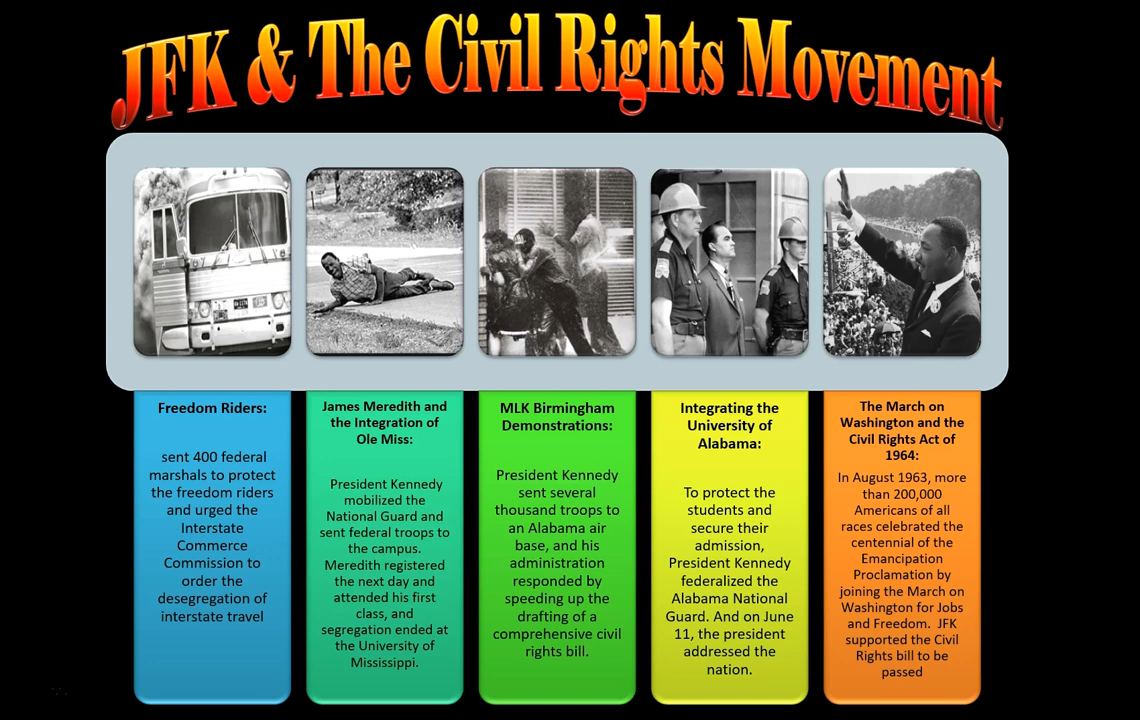 JFK & The Civil Rights Movement
Freedom Riders:
sent 400 federal
marshals to protect
the freedom riders
and urged the
Interstate
Commerce
Commission to
order the
desegregation of
interstate travel
James Meredith and
the Integration of
Ole Miss:
President Kennedy
mobilized the
National Guard and
sent federal troops to
the campus.
Meredith registered
the next day and
attended his first
class, and
segregation ended at
the University of
Mississippi.
MLK Birmingham
Demonstrations:
President Kennedy
sent several
thousand troops to
an Alabama air
base, and his
administration
responded by
speeding up the
drafting of a
comprehensive civil
rights bill.
Integrating the
University of
Alabama:
To protect the
students and
secure their
admission,
President Kennedy
federalized the
Alabama National
Guard. And on June
11, the president
addressed the
nation.
The March on
Washington and the
Civil Rights Act of
1964:
In August 1963, more
than 200,000
Americans of all
races celebrated the
centennial of the
Emancipation
Proclamation by
joining the March on
Washington for Jobs
and Freedom. JFK
supported the Civil
Rights bill to be
passed